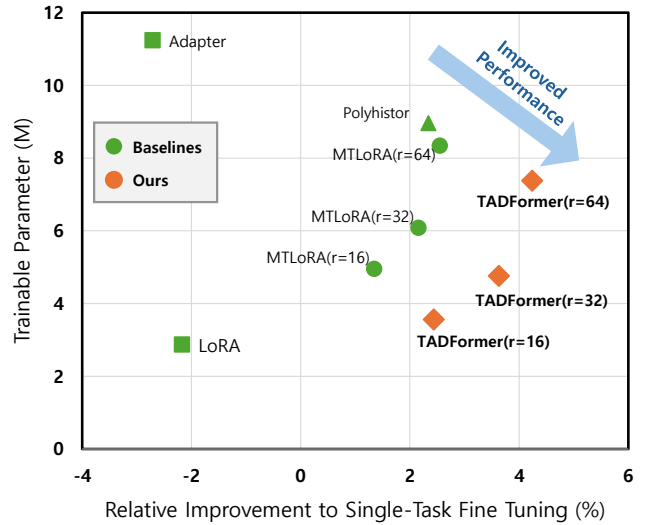 12
10
8
6
4
2
0
Trainable Parameter (M)
Adapter
Improved
Performance
Polyhistor
MTLoRA(r=64)
Baselines
Ours
TADFormer(r=64)
MTLoRA(r=32)
MTLoRA(r=16)
TADFormer(r=32)
TADFormer(r=16)
LoRA
-4 -2 0 2 4 6
Relative Improvement to Single-Task Fine Tuning (%)